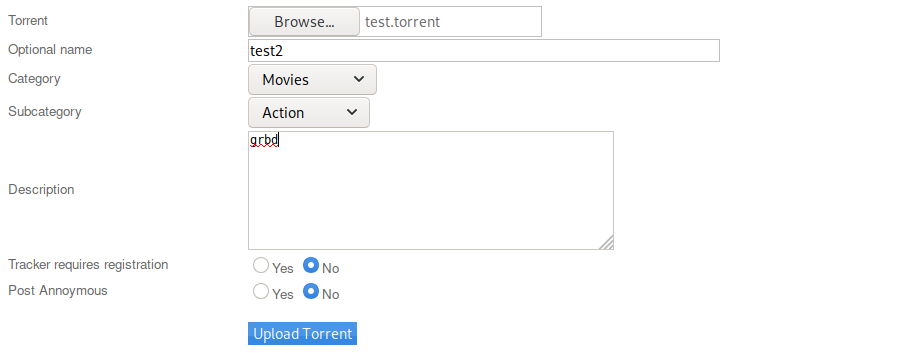 Torrent Browse... test.torrent
Optional name test2
Category Movies
Subcategory Action
Description grbd
Tracker requires registration Yes No
Post Annoymous Yes No
Upload Torrent